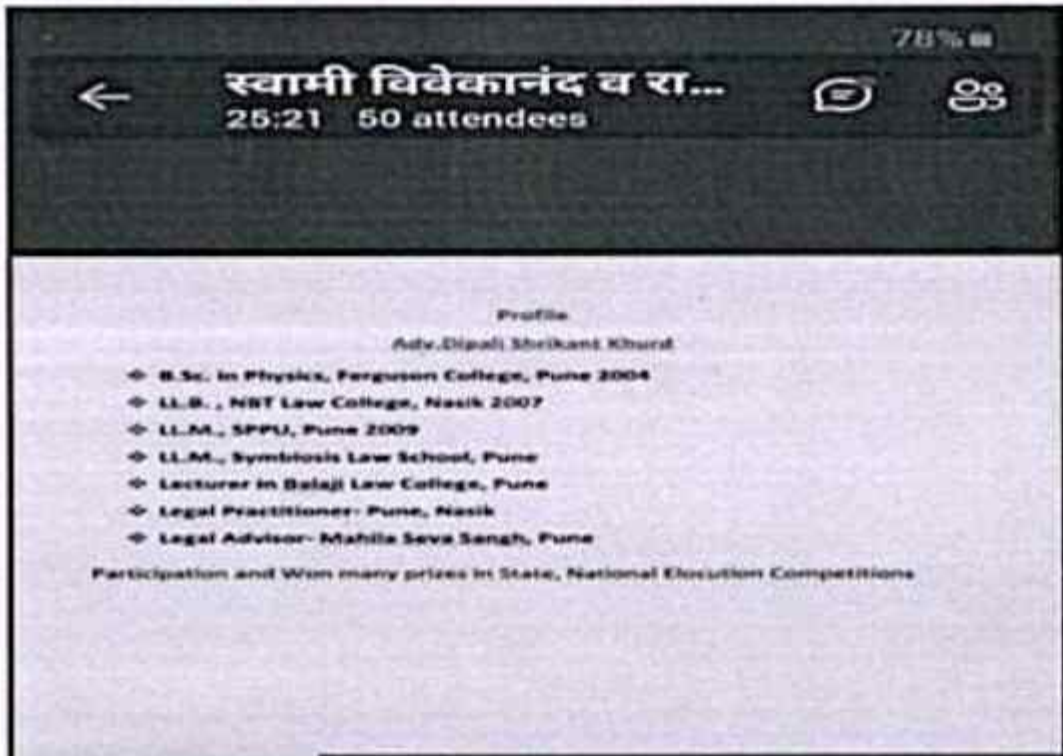 78%
स्वामी विवेकानंद व रा...
25:21 50 attendees
Profile
Adv.Dipali Shrikant Khurd
B.Sc. in Physics, Ferguson College, Pune 2004
LL.B. , NBT Law College, Nasik 2007
LL.M., SPPU, Pune 2009
LL.M., Symbiosis Law School, Pune
Lecturer in Balaji Law College, Pune
Legal Practitioner- Pune, Nasik
Legal Advisor- Mahila Seva Sangh, Pune
Participation and Won many prizes in State, National Elocution Competitions